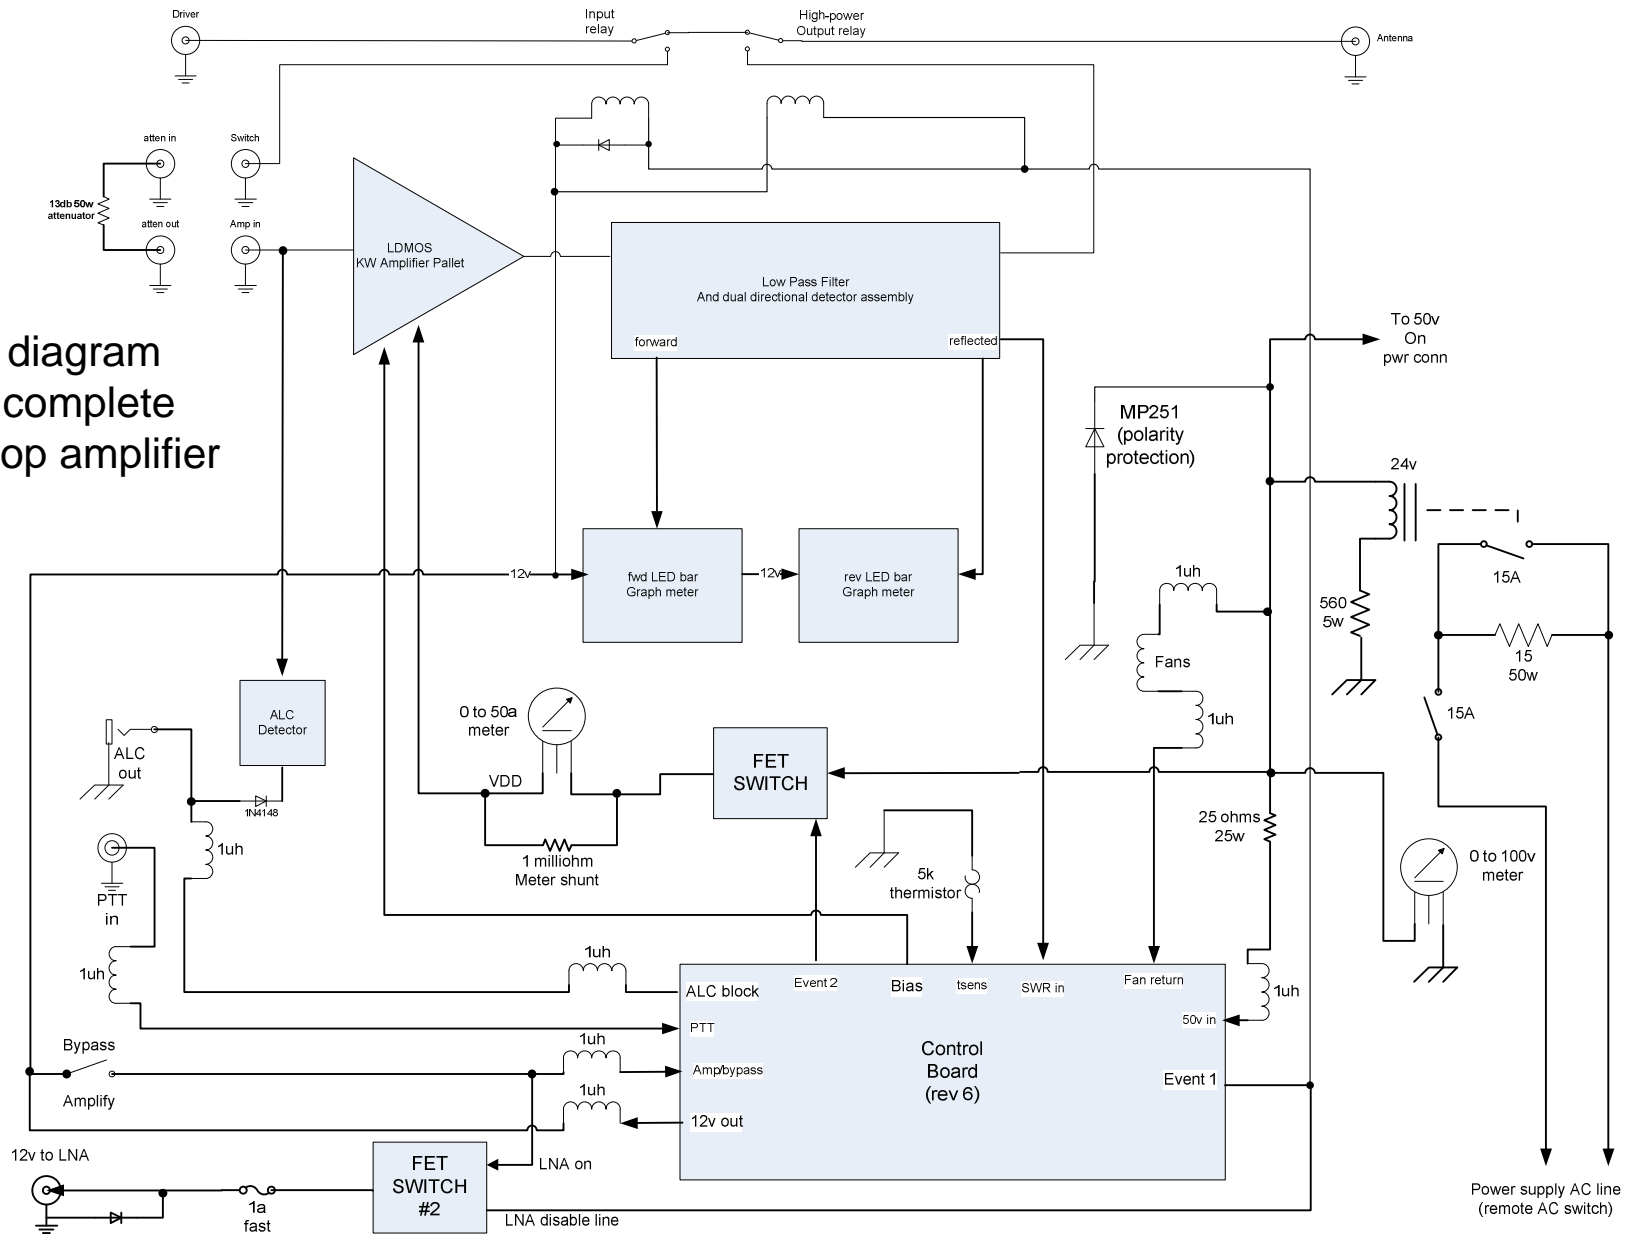 Driver
Input
relay
High-power
Output relay
Antenna
atten in
Switch
13db 50w
attenuator
atten out
Amp in
LDMOS
KW Amplifier Pallet
Low Pass Filter
And dual directional detector assembly
forward
reflected
diagram
complete
op amplifier
To 50v
On
pwr conn
MP251
(polarity
protection)
24v
15A
12v
fwd LED bar
Graph meter
12v
rev LED bar
Graph meter
1uh
560
5w
15
50w
Fans
1uh
15A
ALC
Detector
0 to 50a
meter
ALC
out
1N4148
VDD
FET
SWITCH
1uh
1 milliohm
Meter shunt
25 ohms
25w
0 to 100v
meter
5k
thermistor
PTT
in
1uh
1uh
ALC block
Event 2
Bias
tsens
SWR in
Fan return
1uh
50v in
PTT
Bypass
1uh
Amp/bypass
Control
Board
(rev 6)
Event 1
Amplify
1uh
12v out
12v to LNA
FET
SWITCH
#2
LNA on
1a
fast
LNA disable line
Power supply AC line
(remote AC switch)